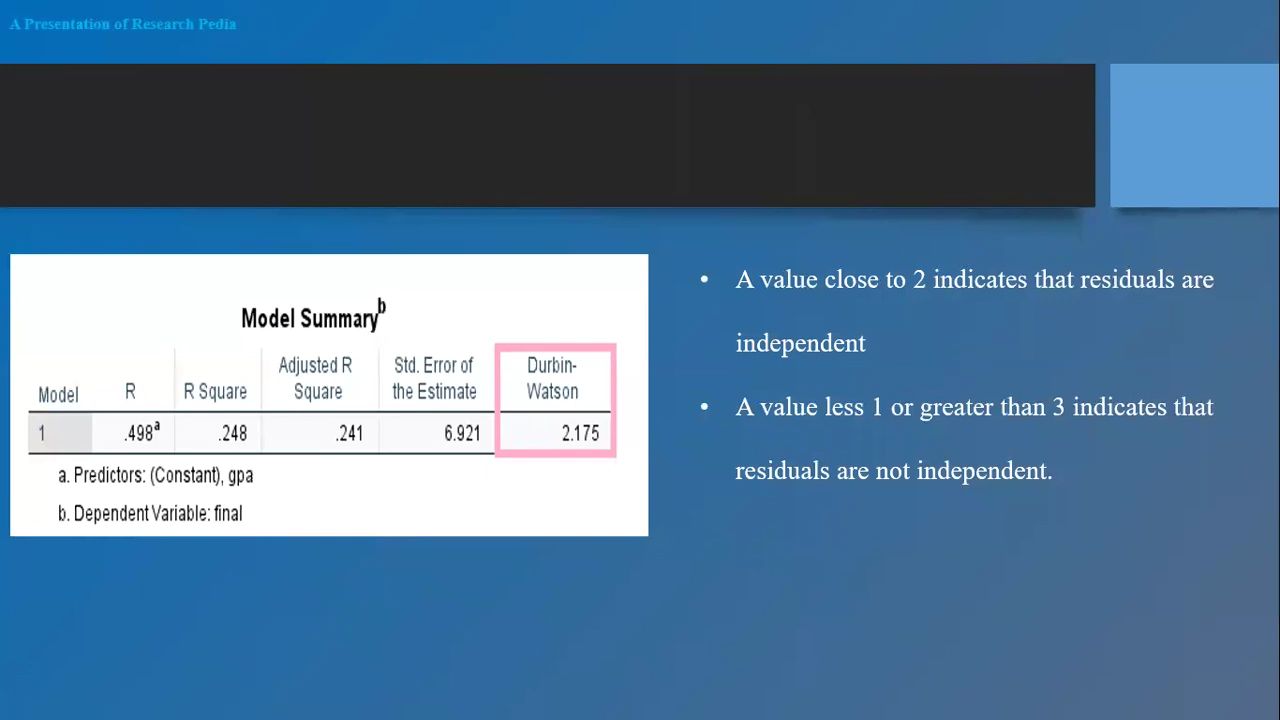 A Presentation of Research Pedia
Model Summaryb
Model R R Square Adjusted R Square Std. Error of the Estimate Durbin-Watson
1 .498a .248 .241 6.921 2.175
a. Predictors: (Constant), gpa
b. Dependent Variable: final
• A value close to 2 indicates that residuals are
independent
• A value less 1 or greater than 3 indicates that
residuals are not independent.